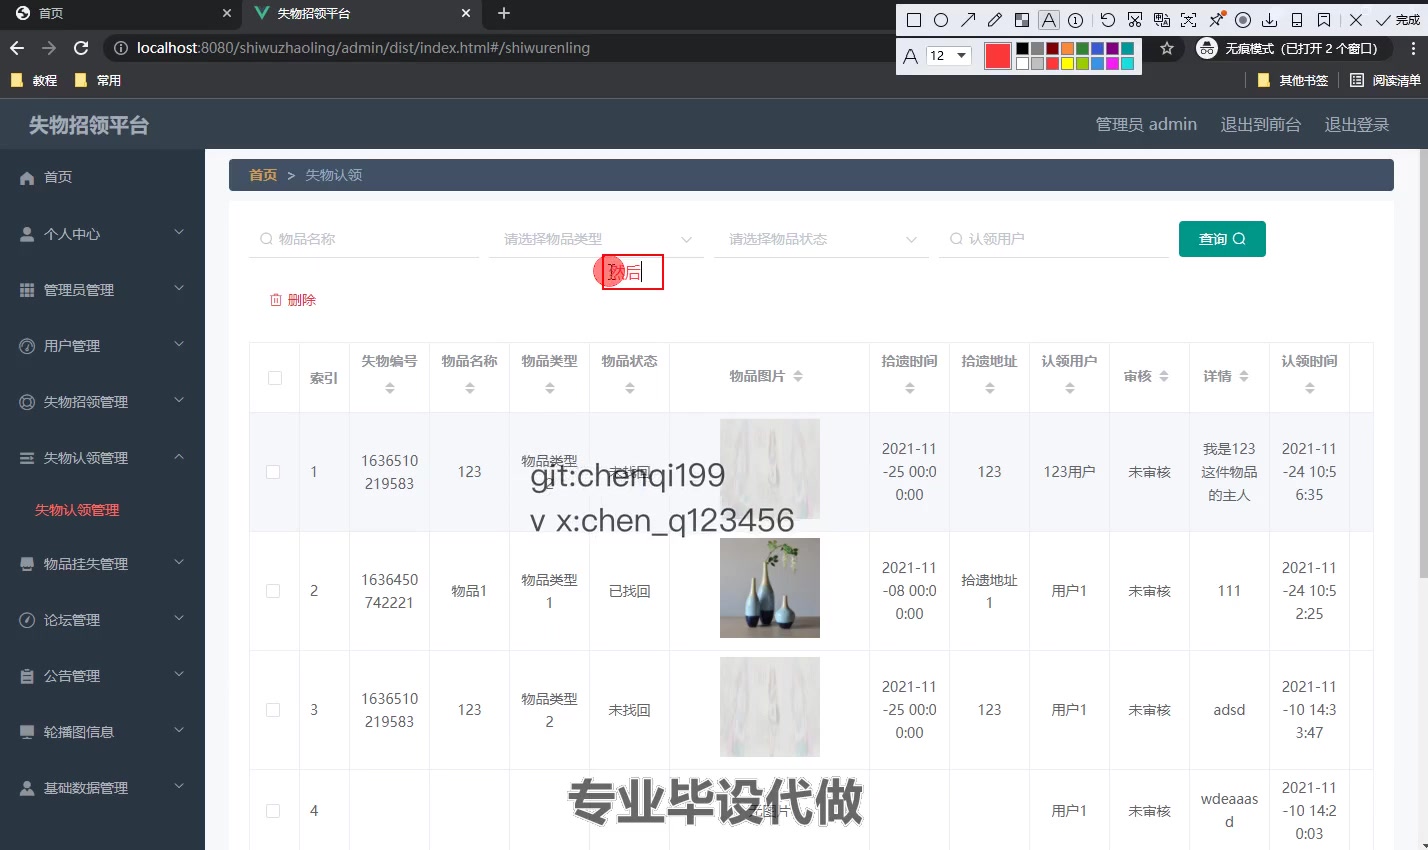 首页
失物招领平台
12
完成
localhost:8080/shiwuzhaoling/admin/dist/index.html#/shiwurenling
无痕模式（已打开 2 个窗口）
教程
常用
其他书签
阅读清单
失物招领平台
管理员 admin
退出到前台
退出登录
首页
个人中心
管理员管理
用户管理
失物招领管理
失物认领管理
失物认领管理
物品挂失管理
论坛管理
公告管理
轮播图信息
基础数据管理
首页 > 失物认领
物品名称
请选择物品类型
请选择物品状态
认领用户
查询
然后
删除
索引 失物编号 物品名称 物品类型 物品状态 物品图片 拾遗时间 拾遗地址 认领用户 审核 详情 认领时间
1 1636510219583 123 物品类型2 未找回 2021-11-25 00:00:00 123 123用户 未审核 我是123这件物品的主人 2021-11-24 10:56:35
git:chenqi199
v x:chen_q123456
2 1636450742221 物品1 物品类型1 已找回 2021-11-08 00:00:00 拾遗地址1 用户1 未审核 111 2021-11-24 10:52:25
3 1636510219583 123 物品类型2 未找回 2021-11-25 00:00:00 123 用户1 未审核 adsd 2021-11-10 14:33:47
4 无图片 用户1 未审核 wdeaaasd 2021-11-10 14:20:03
专业毕设代做